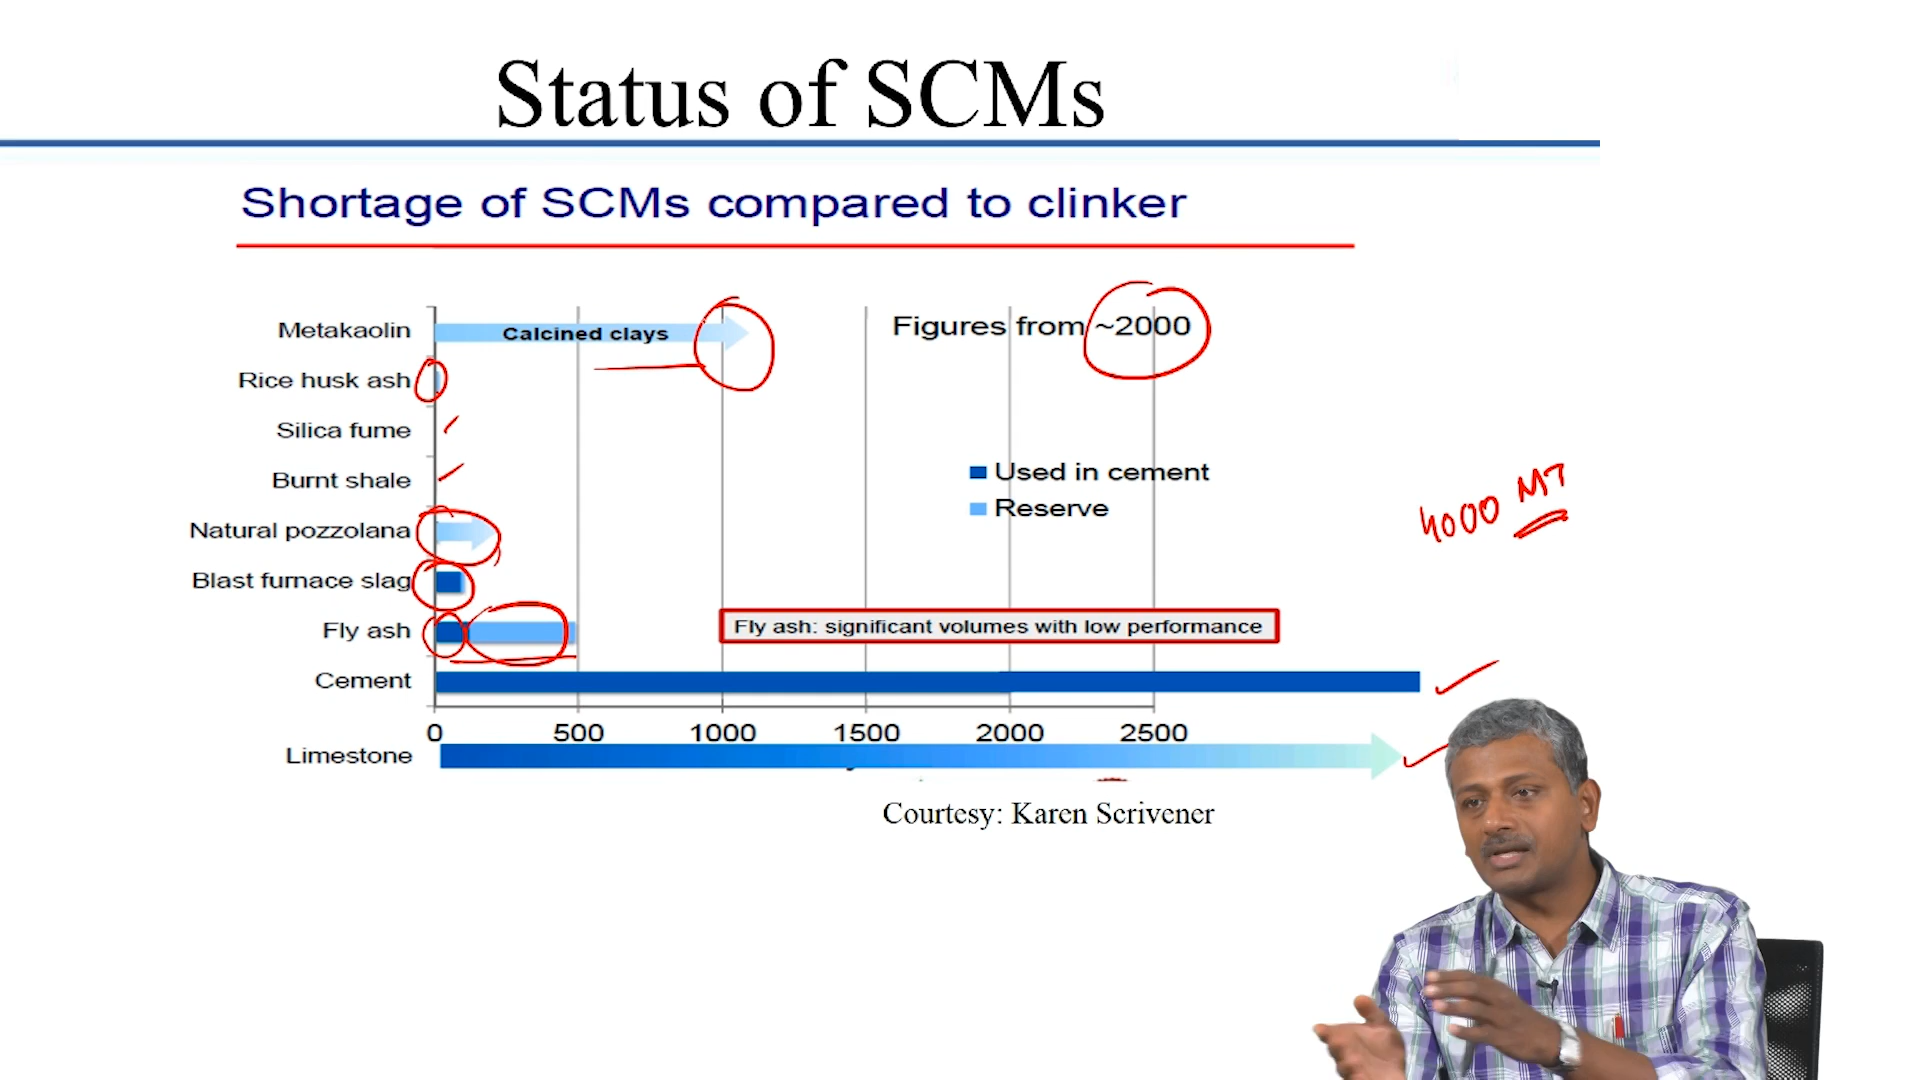 Status of SCMs
Shortage of SCMs compared to clinker
Metakaolin
Calcined clays
Figures from ~2000
Rice husk ash
Silica fume
Burnt shale
Used in cement
Reserve
4000 MT
Natural pozzolana
Blast furnace slag
Fly ash
Fly ash: significant volumes with low performance
Cement
0 500 1000 1500 2000 2500
Limestone
Courtesy: Karen Scrivener